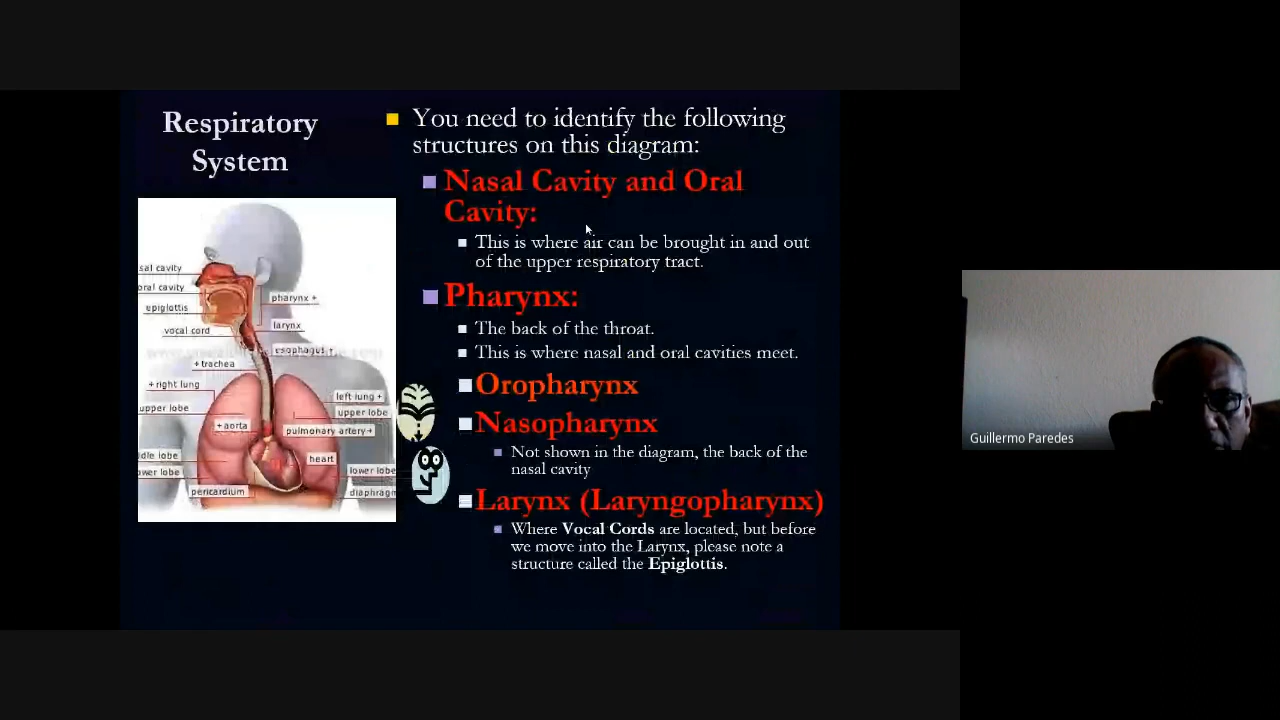 Respiratory
System
You need to identify the following
structures on this diagram:
Nasal Cavity and Oral
Cavity:
This is where air can be brought in and out
of the upper respiratory tract.
Pharynx:
The back of the throat.
This is where nasal and oral cavities meet.
Oropharynx
Nasopharynx
Not shown in the diagram, the back of the
nasal cavity
Larynx (Laryngopharynx)
Where Vocal Cords are located, but before
we move into the Larynx, please note a
structure called the Epiglottis.
sal cavity
oral cavity
epiglottis
vocal cord
pharynx +
larynx
esophagus +
+ trachea
+ right lung
upper lobe
+ aorta
left lung +
upper lobe
pulmonary artery +
heart
dle lobe
ower lobe
lower lobe
pericardium
diaphragm
Guillermo Paredes